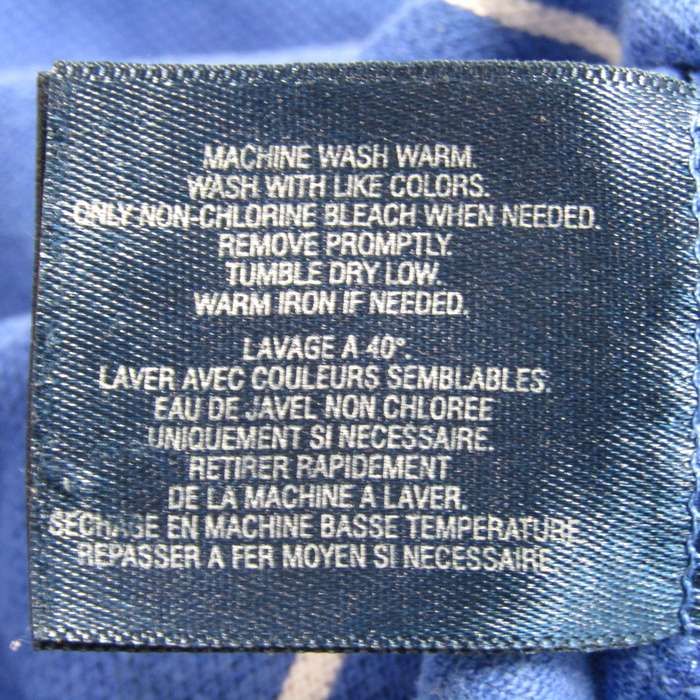 MACHINE WASH WARM.
WASH WITH LIKE COLORS.
ONLY NON-CHLORINE BLEACH WHEN NEEDED.
REMOVE PROMPTLY.
TUMBLE DRY LOW.
WARM IRON IF NEEDED.
LAVAGE A 40°.
LAVER AVEC COULEURS SEMBLABLES.
EAU DE JAVEL NON CHLOREE
UNIQUEMENT SI NECESSAIRE.
RETIRER RAPIDEMENT
DE LA MACHINE A LAVER.
SECHAGE EN MACHINE BASSE TEMPERATURE.
REPASSER A FER MOYEN SI NECESSAIRE.